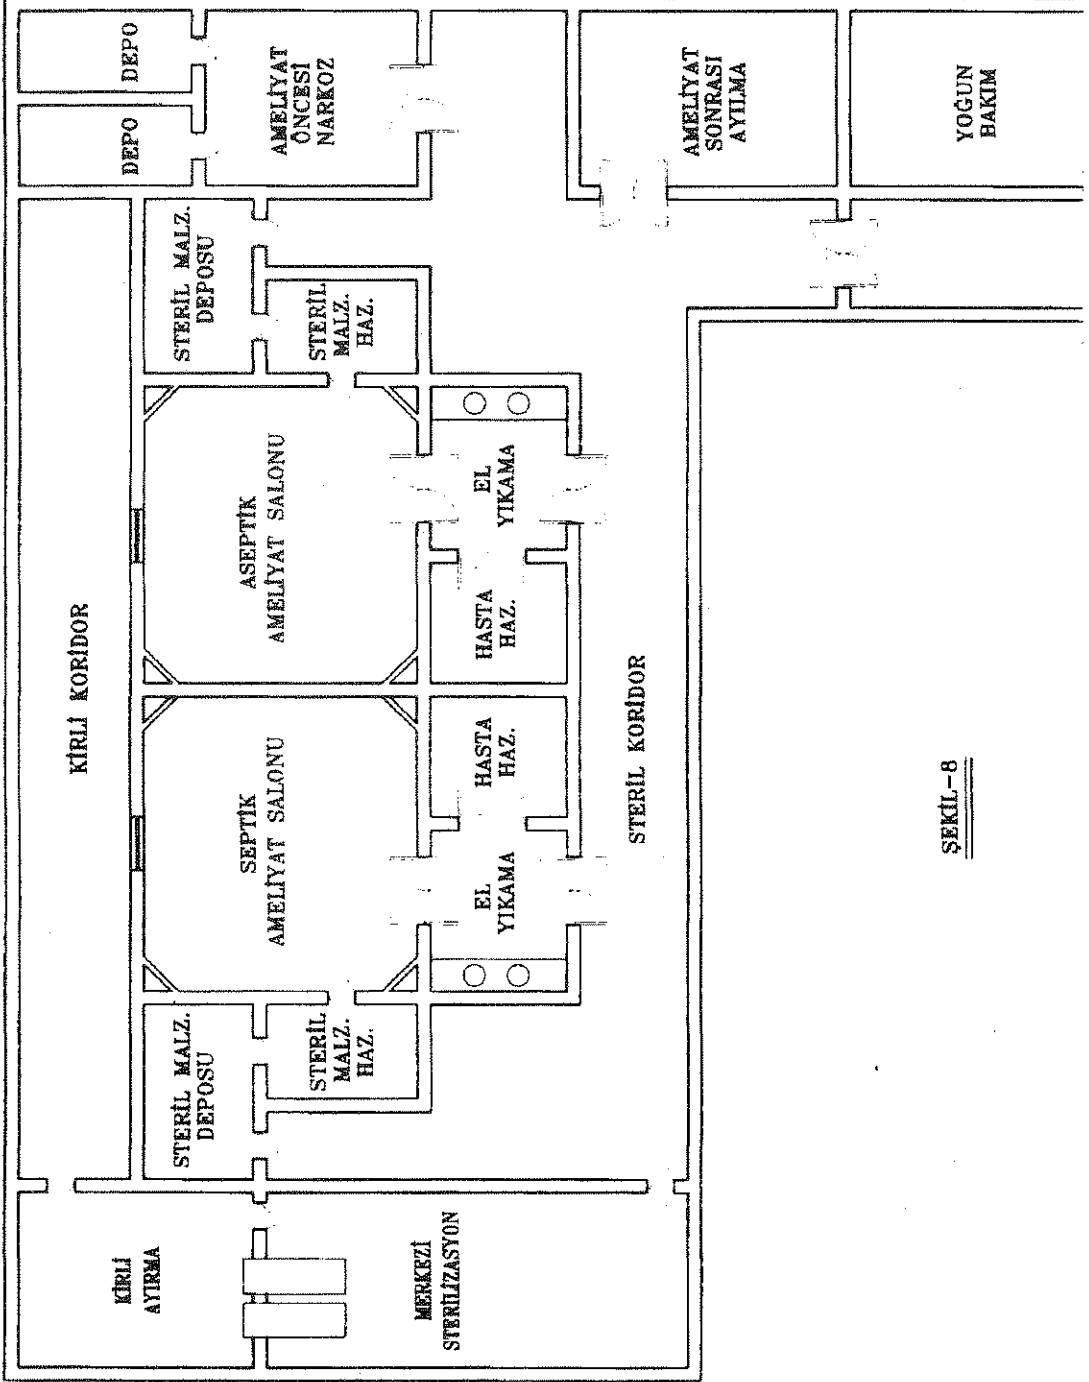 KİRLİ
AYIRMA
MERKEZİ
STERİLİZASYON
KİRLİ KORİDOR
STERİL MALZ.
DEPOSU
STERİL
MALZ.
HAZ.
SEPTİK
AMELİYAT SALONU
EL
YIKAMA
HASTA
HAZ.
ASEPTİK
AMELİYAT SALONU
HASTA
HAZ.
EL
YIKAMA
STERİL MALZ.
DEPOSU
STERİL
MALZ.
HAZ.
STERİL KORİDOR
DEPO
DEPO
AMELİYAT
ÖNCESİ
NARKOZ
AMELİYAT
SONRASI
AYILMA
YOĞUN
BAKIM
ŞEKİL-8